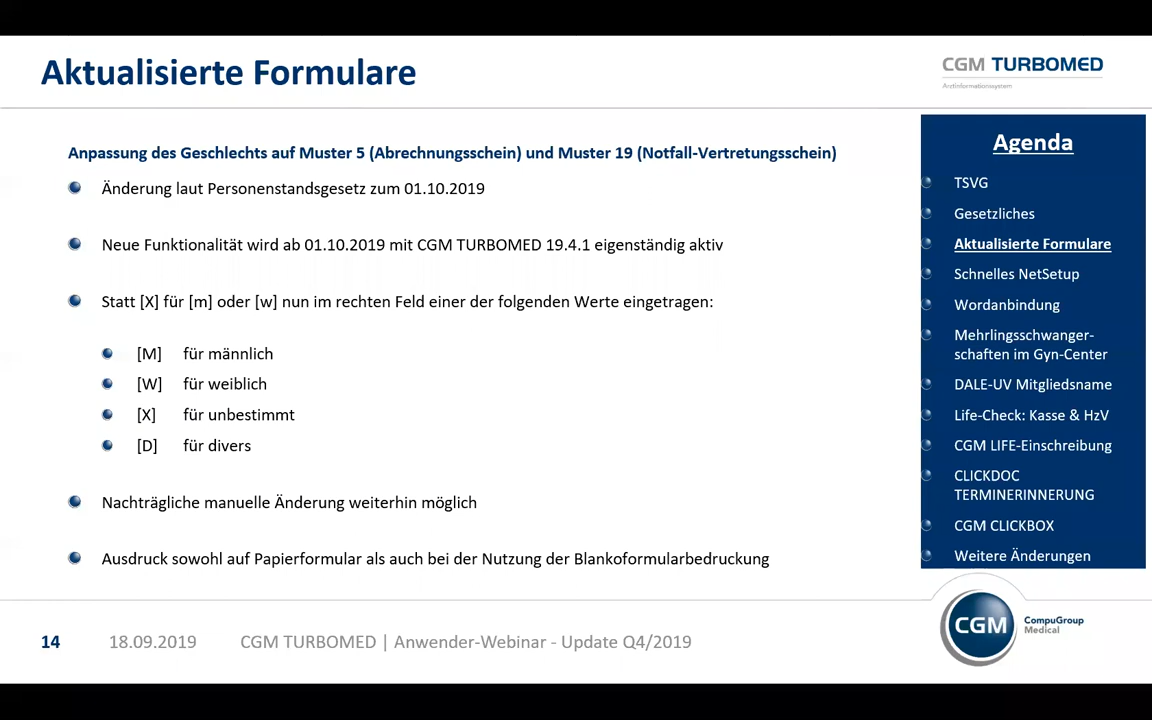 Aktualisierte Formulare
CGM TURBOMED
Arztinformationssystem
Anpassung des Geschlechts auf Muster 5 (Abrechnungsschein) und Muster 19 (Notfall-Vertretungsschein)
Änderung laut Personenstandsgesetz zum 01.10.2019
Neue Funktionalität wird ab 01.10.2019 mit CGM TURBOMED 19.4.1 eigenständig aktiv
Statt [X] für [m] oder [w] nun im rechten Feld einer der folgenden Werte eingetragen:
[M] für männlich
[W] für weiblich
[X] für unbestimmt
[D] für divers
Nachträgliche manuelle Änderung weiterhin möglich
Ausdruck sowohl auf Papierformular als auch bei der Nutzung der Blankoformularbedruckung
Agenda
TSVG
Gesetzliches
Aktualisierte Formulare
Schnelles NetSetup
Wordanbindung
Mehrlingsschwanger-
schaften im Gyn-Center
DALE-UV Mitgliedsname
Life-Check: Kasse & HzV
CGM LIFE-Einschreibung
CLICKDOC
TERMINERINNERUNG
CGM CLICKBOX
Weitere Änderungen
14 18.09.2019 CGM TURBOMED | Anwender-Webinar - Update Q4/2019
CGM
CompuGroup
Medical